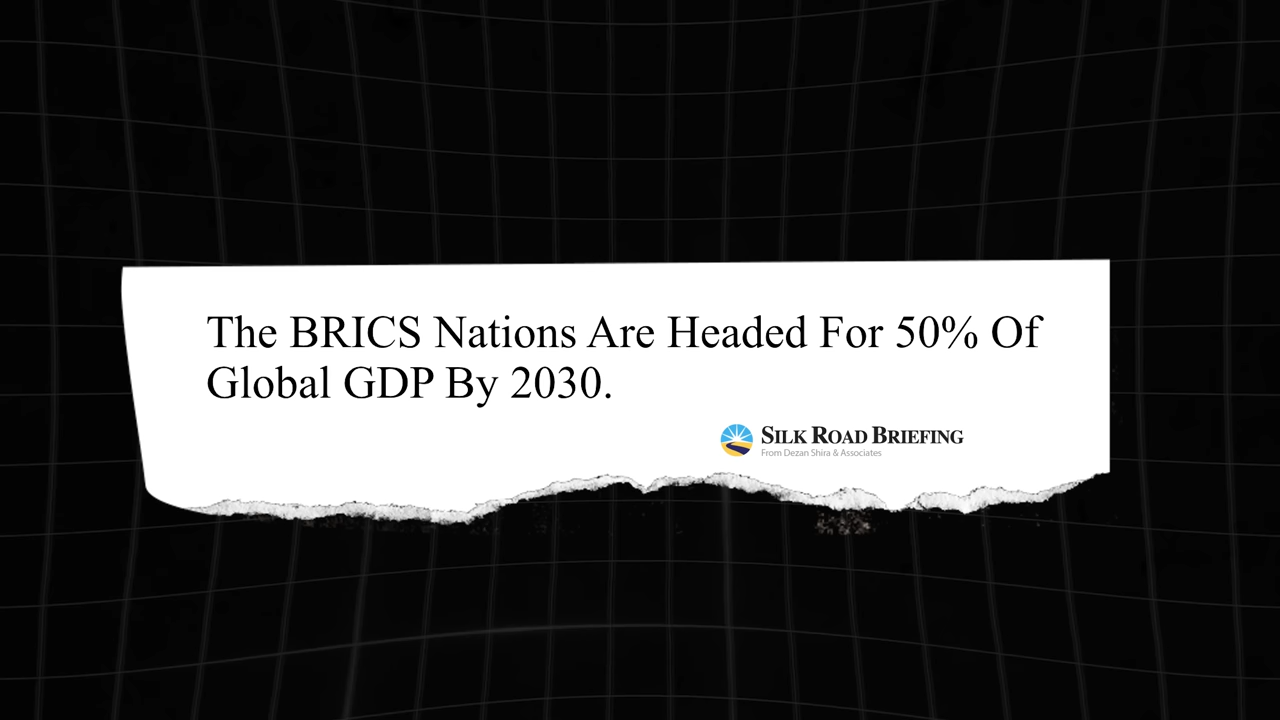 The BRICS Nations Are Headed For 50% Of
Global GDP By 2030.
SILK ROAD BRIEFING
From Dezan Shira & Associates